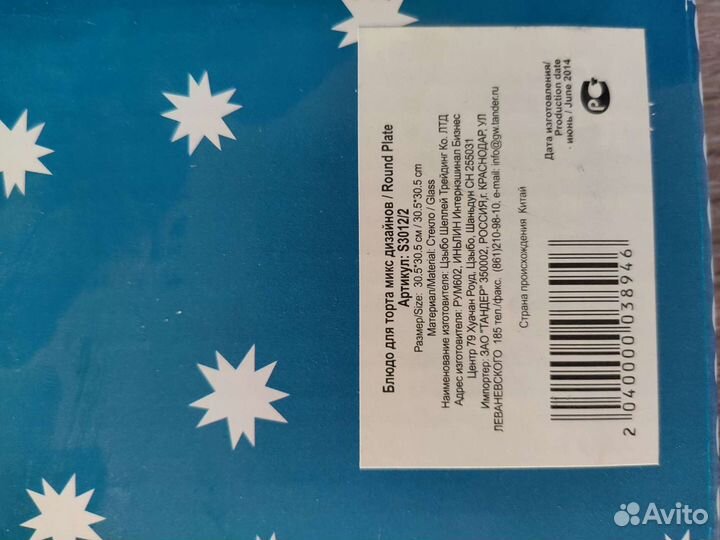 Блюдо для торта микс дизайнов / Round Plate
Артикул: S3012/2
Размер/Size: 30.5*30.5 см / 30.5*30.5 cm
Материал/Material: Стекло / Glass
Наименование изготовителя: Цзыбо Шеллей Трейдинг Ко. ЛТД
Адрес изготовителя: РУМ602, ИНЬЛИН Интернэшинал Бизнес
Центр 79 Хуачан Роуд, Цзыбо, Шаньдун CH 255031
Импортер: ЗАО "ТАНДЕР" 350002, РОССИЯ,г. КРАСНОДАР, УЛ
ЛЕВАНЕВСКОГО 185 тел./факс. (861)210-98-10, e-mail: info@gw.tander.ru
Страна происхождения Китай
Дата изготовления/
Production date
- июнь / June 2014
РС
2 040000 038946
Avito